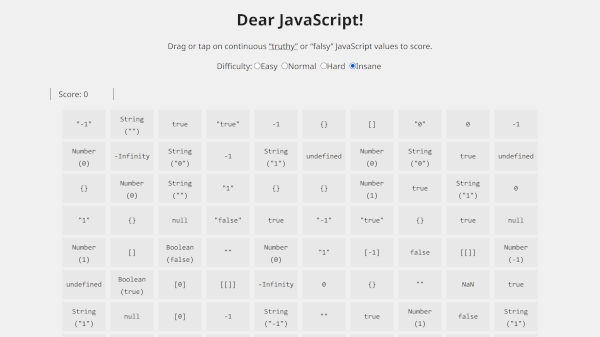 Dear JavaScript!
Drag or tap on continuous "truthy" or "falsy" JavaScript values to score.
Difficulty: Easy Normal Hard Insane
Score: 0
"-1" String("") true "true" -1 {} [] "0" 0 -1
Number(0) -Infinity String("0") -1 String("1") undefined Number(0) String("0") true undefined
{} Number(0) String("") "1" {} {} Number(1) true String("1") 0
"1" {} null "false" true "-1" "true" {} true null
Number(1) [] Boolean(false) "" Number(0) "1" [-1] false [[]] Number(-1)
undefined Boolean(true) [0] [[]] -Infinity 0 {} "" NaN true
String("1") null [0] -1 String("-1") "" true Number(1) false String("1")